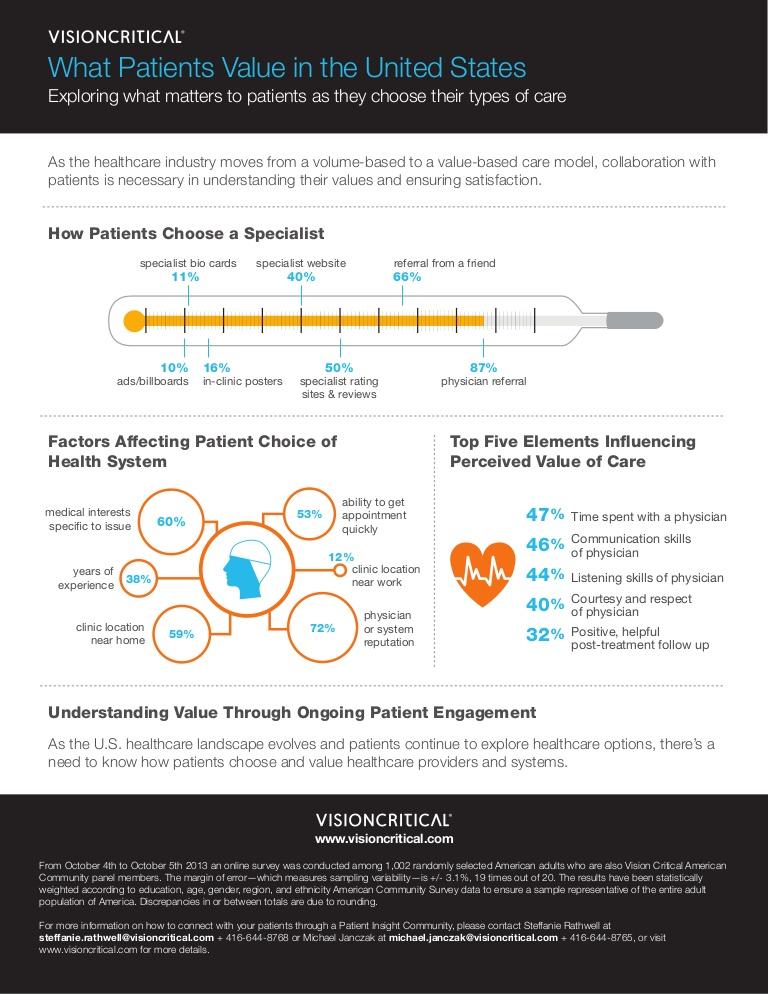 VISIONCRITICAL®
What Patients Value in the United States
Exploring what matters to patients as they choose their types of care
As the healthcare industry moves from a volume-based to a value-based care model, collaboration with
patients is necessary in understanding their values and ensuring satisfaction.
How Patients Choose a Specialist
specialist bio cards
11%
specialist website
40%
referral from a friend
66%
10%
ads/billboards
16%
in-clinic posters
50%
specialist rating
sites & reviews
87%
physician referral
Factors Affecting Patient Choice of
Health System
medical interests
specific to issue
60%
53%
ability to get
appointment
quickly
years of
experience
38%
12%
clinic location
near work
clinic location
near home
59%
72%
physician
or system
reputation
Top Five Elements Influencing
Perceived Value of Care
47% Time spent with a physician
46% Communication skills
of physician
44% Listening skills of physician
40% Courtesy and respect
of physician
32% Positive, helpful
post-treatment follow up
Understanding Value Through Ongoing Patient Engagement
As the U.S. healthcare landscape evolves and patients continue to explore healthcare options, there's a
need to know how patients choose and value healthcare providers and systems.
VISIONCRITICAL®
www.visioncritical.com
From October 4th to October 5th 2013 an online survey was conducted among 1,002 randomly selected American adults who are also Vision Critical American
Community panel members. The margin of error—which measures sampling variability—is +/- 3.1%, 19 times out of 20. The results have been statistically
weighted according to education, age, gender, region, and ethnicity American Community Survey data to ensure a sample representative of the entire adult
population of America. Discrepancies in or between totals are due to rounding.
For more information on how to connect with your patients through a Patient Insight Community, please contact Steffanie Rathwell at
steffanie.rathwell@visioncritical.com + 416-644-8768 or Michael Janczak at michael.janczak@visioncritical.com + 416-644-8765, or visit
www.visioncritical.com for more details.